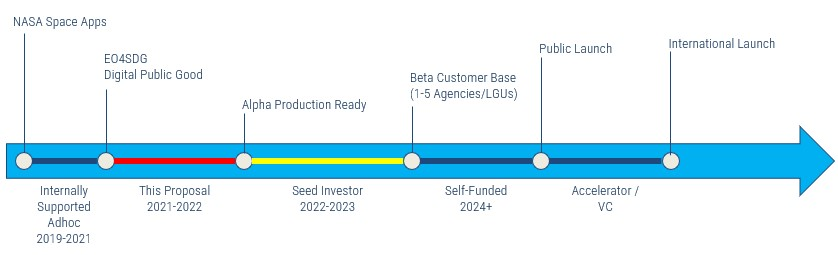 NASA Space Apps
EO4SDG
Digital Public Good
Alpha Production Ready
Beta Customer Base
(1-5 Agencies/LGUs)
Public Launch
International Launch
Internally
Supported
Adhoc
2019-2021
This Proposal
2021-2022
Seed Investor
2022-2023
Self-Funded
2024+
Accelerator /
VC